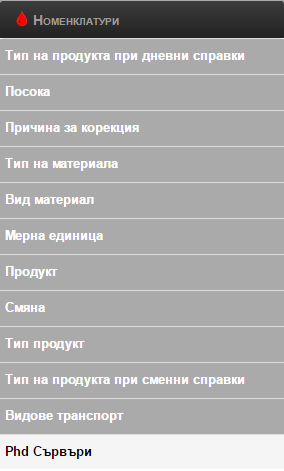 Номенклатури
Тип на продукта при дневни справки
Посока
Причина за корекция
Тип на материала
Вид материал
Мерна единица
Продукт
Смяна
Тип продукт
Тип на продукта при сменни справки
Видове транспорт
Phd Сървъри